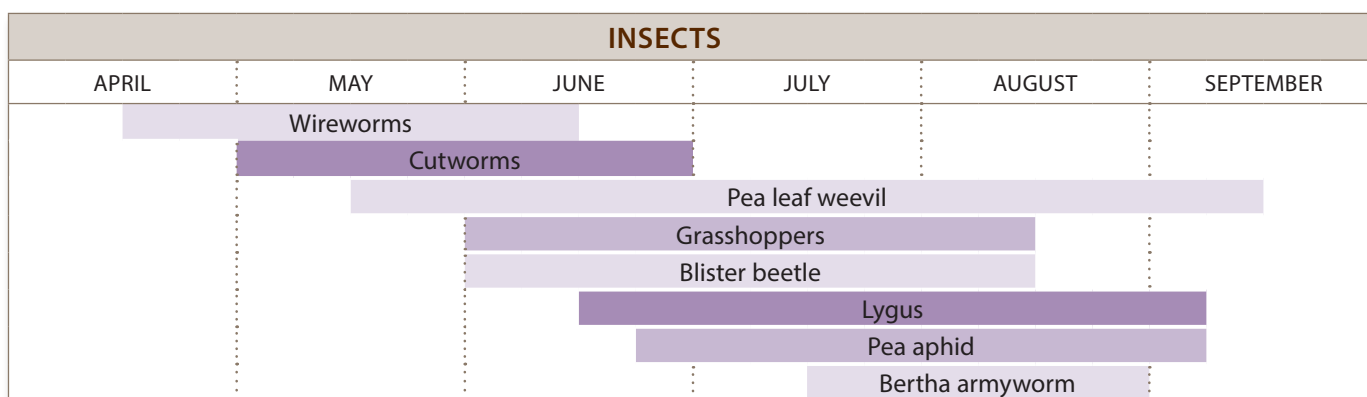 INSECTS
APRIL MAY JUNE JULY AUGUST SEPTEMBER
Wireworms
Cutworms
Pea leaf weevil
Grasshoppers
Blister beetle
Lygus
Pea aphid
Bertha armyworm